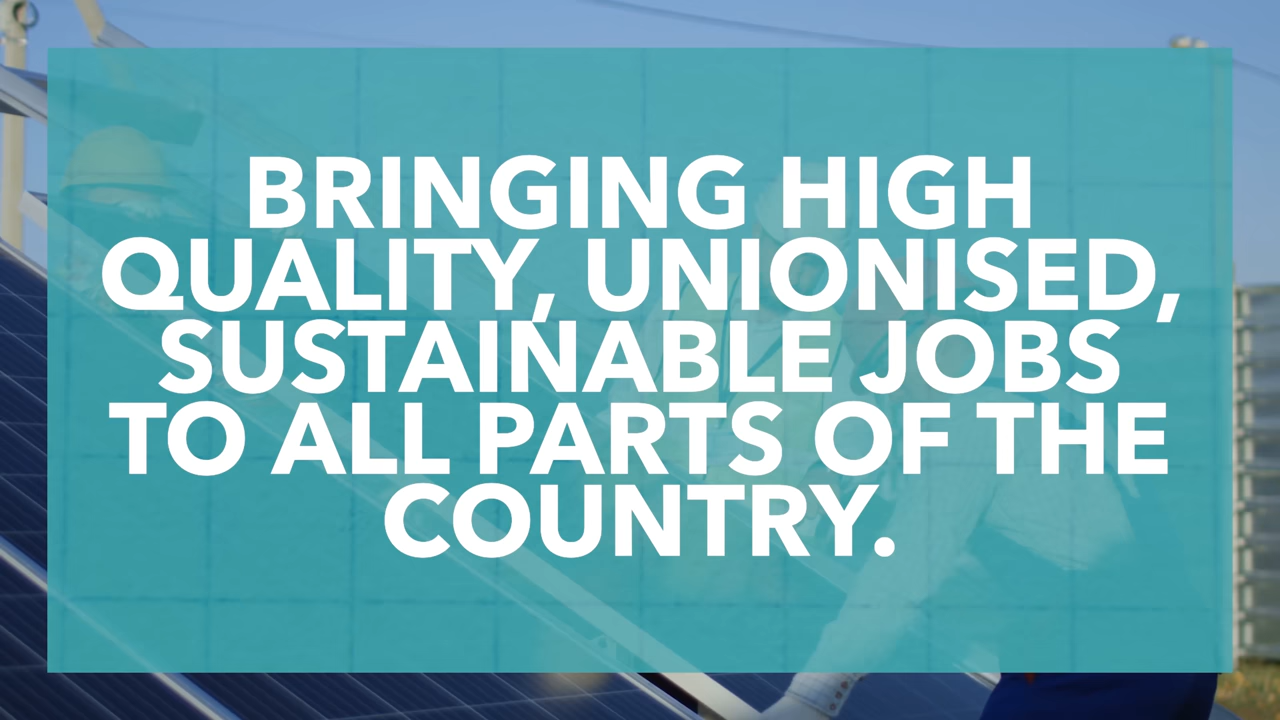 BRINGING HIGH
QUALITY, UNIONISED,
SUSTAINABLE JOBS
TO ALL PARTS OF THE
COUNTRY.